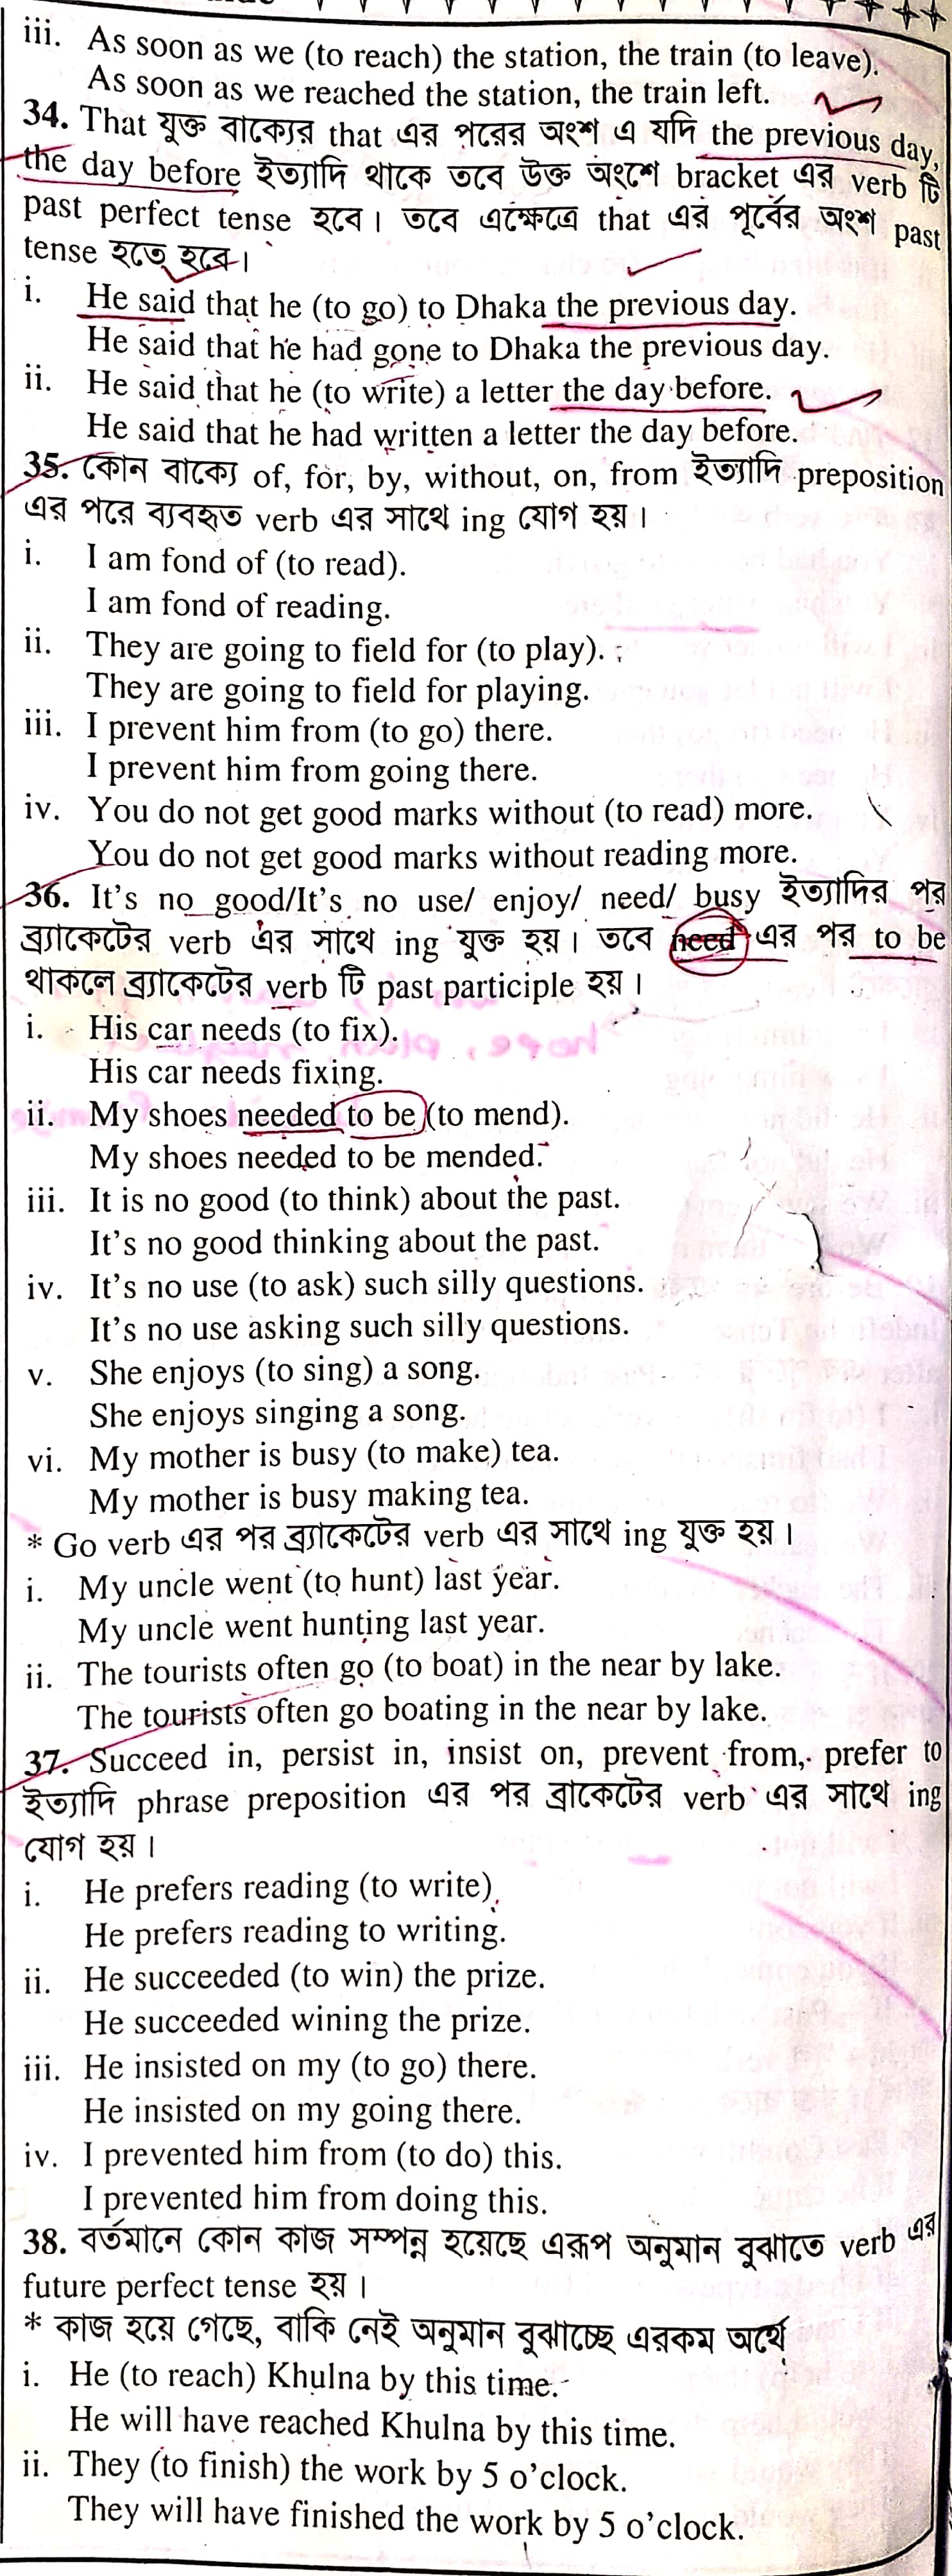 iii. As soon as we (to reach) the station, the train (to leave).
As soon as we reached the station, the train left.
34. That যুক্ত বাক্যের that এর পরের অংশ এ যদি the previous day,
the day before ইত্যাদি থাকে তবে উক্ত অংশে bracket এর verb টি
past perfect tense হবে। তবে এক্ষেত্রে that এর পূর্বের অংশ past
tense হতে হবে।
i. He said that he (to go) to Dhaka the previous day.
He said that he had gone to Dhaka the previous day.
ii. He said that he (to write) a letter the day before.
He said that he had written a letter the day before.
35. কোন বাক্যে of, for, by, without, on, from ইত্যাদি preposition
এর পরে ব্যবহৃত verb এর সাথে ing যোগ হয়।
i. I am fond of (to read).
I am fond of reading.
ii. They are going to field for (to play).
They are going to field for playing.
iii. I prevent him from (to go) there.
I prevent him from going there.
iv. You do not get good marks without (to read) more.
You do not get good marks without reading more.
36. It's no good/It's no use/ enjoy/ need/ busy ইত্যাদির পর
ব্র্যাকেটের verb এর সাথে ing যুক্ত হয়। তবে need এর পর to be
থাকলে ব্র্যাকেটের verb টি past participle হয়।
i. His car needs (to fix).
His car needs fixing.
ii. My shoes needed to be (to mend).
My shoes needed to be mended.
iii. It is no good (to think) about the past.
It's no good thinking about the past.
iv. It's no use (to ask) such silly questions.
It's no use asking such silly questions.
v. She enjoys (to sing) a song.
She enjoys singing a song.
vi. My mother is busy (to make) tea.
My mother is busy making tea.
* Go verb এর পর ব্র্যাকেটের verb এর সাথে ing যুক্ত হয়।
i. My uncle went (to hunt) last year.
My uncle went hunting last year.
ii. The tourists often go (to boat) in the near by lake.
The tourists often go boating in the near by lake.
37. Succeed in, persist in, insist on, prevent from, prefer to
ইত্যাদি phrase preposition এর পর ব্রাকেটের verb এর সাথে ing
যোগ হয়।
i. He prefers reading (to write).
He prefers reading to writing.
ii. He succeeded (to win) the prize.
He succeeded wining the prize.
iii. He insisted on my (to go) there.
He insisted on my going there.
iv. I prevented him from (to do) this.
I prevented him from doing this.
38. বর্তমানে কোন কাজ সম্পন্ন হয়েছে এরূপ অনুমান বুঝাতে verb এর
future perfect tense হয়।
* কাজ হয়ে গেছে, বাকি নেই অনুমান বুঝাচ্ছে এরকম অর্থে
i. He (to reach) Khulna by this time.
He will have reached Khulna by this time.
ii. They (to finish) the work by 5 o'clock.
They will have finished the work by 5 o'clock.